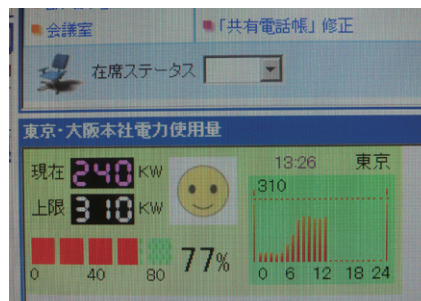 会議室
「共有電話帳」修正
在席ステータス
東京・大阪本社電力使用量
現在 240 KW
上限 310 KW
0 40 80
77%
13:26 東京
310
0 6 12 18 24